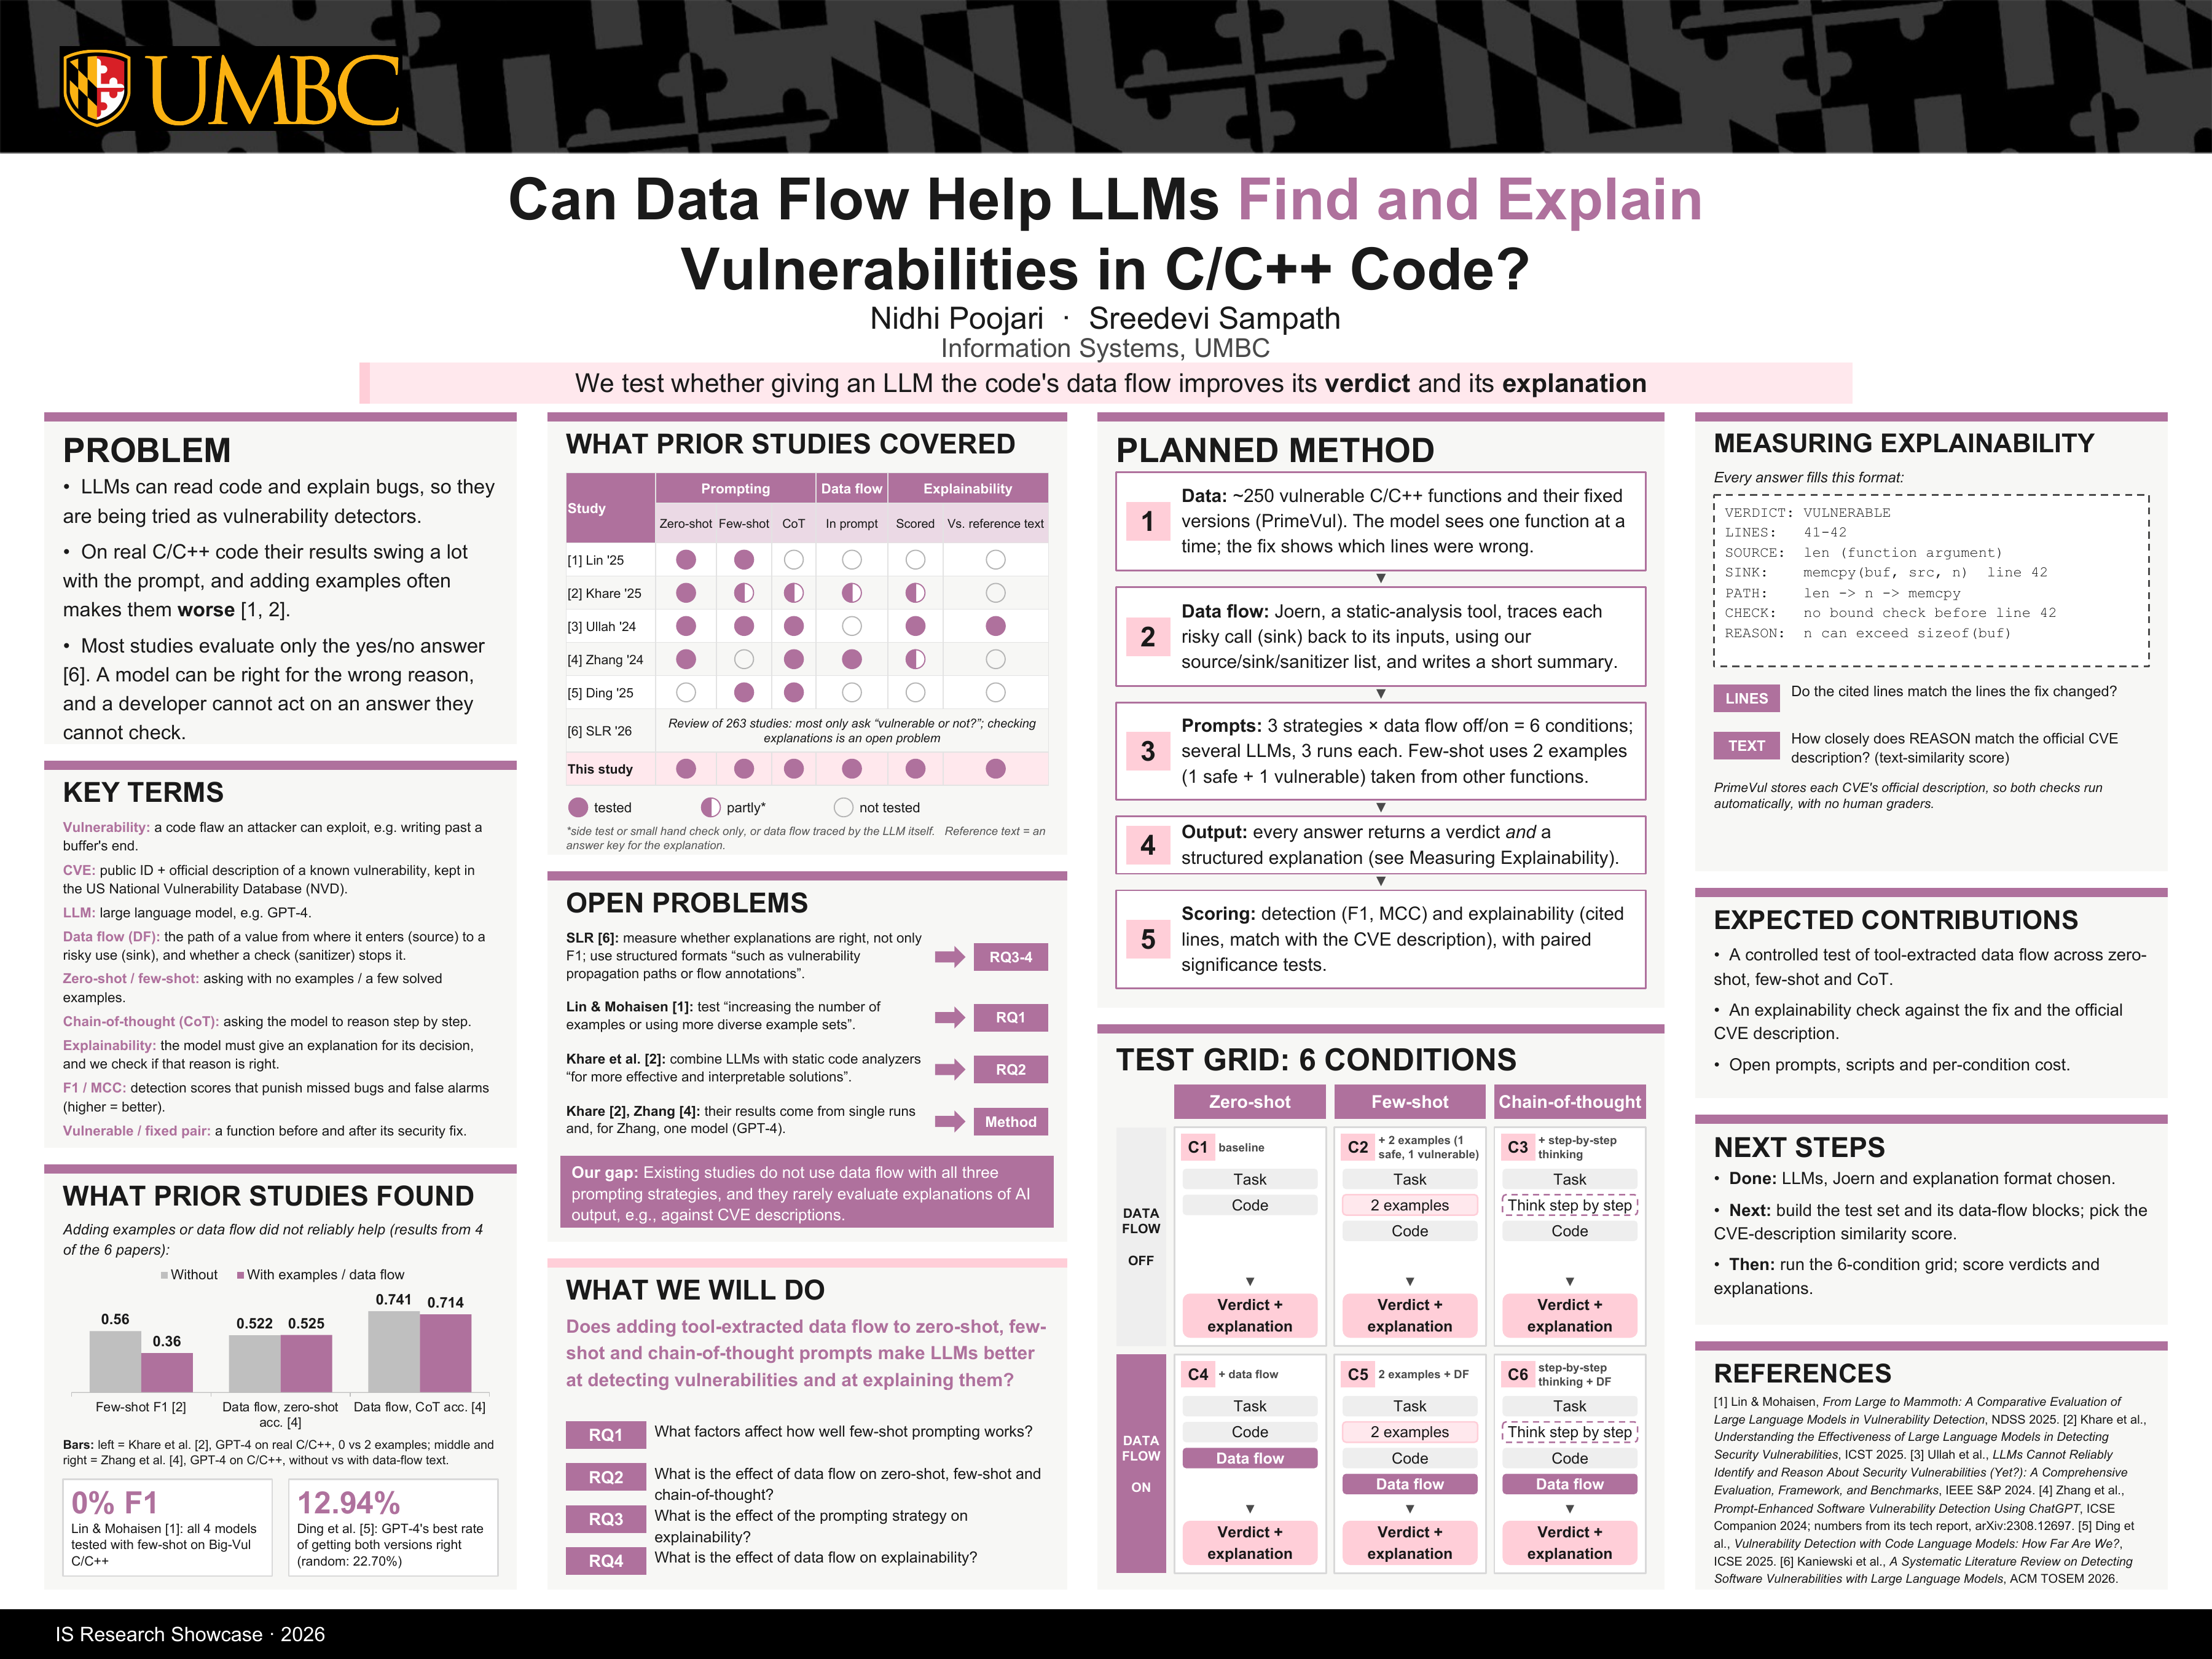 UMBC
Can Data Flow Help LLMs Find and Explain
Vulnerabilities in C/C++ Code?
Nidhi Poojari · Sreedevi Sampath
Information Systems, UMBC
We test whether giving an LLM the code's data flow improves its verdict and its explanation
PROBLEM
• LLMs can read code and explain bugs, so they
are being tried as vulnerability detectors.
• On real C/C++ code their results swing a lot
with the prompt, and adding examples often
makes them worse [1, 2].
• Most studies evaluate only the yes/no answer
[6]. A model can be right for the wrong reason,
and a developer cannot act on an answer they
cannot check.
KEY TERMS
Vulnerability: a code flaw an attacker can exploit, e.g. writing past a
buffer's end.
CVE: public ID + official description of a known vulnerability, kept in
the US National Vulnerability Database (NVD).
LLM: large language model, e.g. GPT-4.
Data flow (DF): the path of a value from where it enters (source) to a
risky use (sink), and whether a check (sanitizer) stops it.
Zero-shot / few-shot: asking with no examples / a few solved
examples.
Chain-of-thought (CoT): asking the model to reason step by step.
Explainability: the model must give an explanation for its decision,
and we check if that reason is right.
F1 / MCC: detection scores that punish missed bugs and false alarms
(higher = better).
Vulnerable / fixed pair: a function before and after its security fix.
WHAT PRIOR STUDIES FOUND
Adding examples or data flow did not reliably help (results from 4
of the 6 papers):
Without With examples / data flow
0.56 0.36 0.522 0.525 0.741 0.714
Few-shot F1 [2] Data flow, zero-shot Data flow, CoT acc. [4]
acc. [4]
Bars: left = Khare et al. [2], GPT-4 on real C/C++, 0 vs 2 examples; middle and
right = Zhang et al. [4], GPT-4 on C/C++, without vs with data-flow text.
0% F1
Lin & Mohaisen [1]: all 4 models
tested with few-shot on Big-Vul
C/C++
12.94%
Ding et al. [5]: GPT-4's best rate
of getting both versions right
(random: 22.70%)
WHAT PRIOR STUDIES COVERED
Study Prompting Data flow Explainability
Zero-shot Few-shot CoT In prompt Scored Vs. reference text
[1] Lin '25
[2] Khare '25
[3] Ullah '24
[4] Zhang '24
[5] Ding '25
[6] SLR '26 Review of 263 studies: most only ask “vulnerable or not?”; checking
explanations is an open problem
This study
tested partly* not tested
*side test or small hand check only, or data flow traced by the LLM itself. Reference text = an
answer key for the explanation.
OPEN PROBLEMS
SLR [6]: measure whether explanations are right, not only
F1; use structured formats “such as vulnerability
propagation paths or flow annotations”.
RQ3-4
Lin & Mohaisen [1]: test “increasing the number of
examples or using more diverse example sets”.
RQ1
Khare et al. [2]: combine LLMs with static code analyzers
“for more effective and interpretable solutions”.
RQ2
Khare [2], Zhang [4]: their results come from single runs
and, for Zhang, one model (GPT-4).
Method
Our gap: Existing studies do not use data flow with all three
prompting strategies, and they rarely evaluate explanations of AI
output, e.g., against CVE descriptions.
WHAT WE WILL DO
Does adding tool-extracted data flow to zero-shot, few-
shot and chain-of-thought prompts make LLMs better
at detecting vulnerabilities and at explaining them?
RQ1 What factors affect how well few-shot prompting works?
RQ2 What is the effect of data flow on zero-shot, few-shot and
chain-of-thought?
RQ3 What is the effect of the prompting strategy on
explainability?
RQ4 What is the effect of data flow on explainability?
PLANNED METHOD
1
Data: ~250 vulnerable C/C++ functions and their fixed
versions (PrimeVul). The model sees one function at a
time; the fix shows which lines were wrong.
2
Data flow: Joern, a static-analysis tool, traces each
risky call (sink) back to its inputs, using our
source/sink/sanitizer list, and writes a short summary.
3
Prompts: 3 strategies × data flow off/on = 6 conditions;
several LLMs, 3 runs each. Few-shot uses 2 examples
(1 safe + 1 vulnerable) taken from other functions.
4
Output: every answer returns a verdict and a
structured explanation (see Measuring Explainability).
5
Scoring: detection (F1, MCC) and explainability (cited
lines, match with the CVE description), with paired
significance tests.
TEST GRID: 6 CONDITIONS
Zero-shot Few-shot Chain-of-thought
DATA
FLOW
OFF
C1 baseline
Task
Code
Verdict +
explanation
C2 + 2 examples (1
safe, 1 vulnerable)
Task
2 examples
Code
Verdict +
explanation
C3 + step-by-step
thinking
Task
Think step by step
Code
Verdict +
explanation
DATA
FLOW
ON
C4 + data flow
Task
Code
Data flow
Verdict +
explanation
C5 2 examples + DF
Task
2 examples
Code
Data flow
Verdict +
explanation
C6 step-by-step
thinking + DF
Task
Think step by step
Code
Data flow
Verdict +
explanation
MEASURING EXPLAINABILITY
Every answer fills this format:
VERDICT: VULNERABLE
LINES: 41-42
SOURCE: len (function argument)
SINK: memcpy(buf, src, n) line 42
PATH: len -> n -> memcpy
CHECK: no bound check before line 42
REASON: n can exceed sizeof(buf)
LINES Do the cited lines match the lines the fix changed?
TEXT How closely does REASON match the official CVE
description? (text-similarity score)
PrimeVul stores each CVE's official description, so both checks run
automatically, with no human graders.
EXPECTED CONTRIBUTIONS
• A controlled test of tool-extracted data flow across zero-
shot, few-shot and CoT.
• An explainability check against the fix and the official
CVE description.
• Open prompts, scripts and per-condition cost.
NEXT STEPS
• Done: LLMs, Joern and explanation format chosen.
• Next: build the test set and its data-flow blocks; pick the
CVE-description similarity score.
• Then: run the 6-condition grid; score verdicts and
explanations.
REFERENCES
[1] Lin & Mohaisen, From Large to Mammoth: A Comparative Evaluation of
Large Language Models in Vulnerability Detection, NDSS 2025. [2] Khare et al.,
Understanding the Effectiveness of Large Language Models in Detecting
Security Vulnerabilities, ICST 2025. [3] Ullah et al., LLMs Cannot Reliably
Identify and Reason About Security Vulnerabilities (Yet?): A Comprehensive
Evaluation, Framework, and Benchmarks, IEEE S&P 2024. [4] Zhang et al.,
Prompt-Enhanced Software Vulnerability Detection Using ChatGPT, ICSE
Companion 2024; numbers from its tech report, arXiv:2308.12697. [5] Ding et
al., Vulnerability Detection with Code Language Models: How Far Are We?,
ICSE 2025. [6] Kaniewski et al., A Systematic Literature Review on Detecting
Software Vulnerabilities with Large Language Models, ACM TOSEM 2026.
IS Research Showcase · 2026